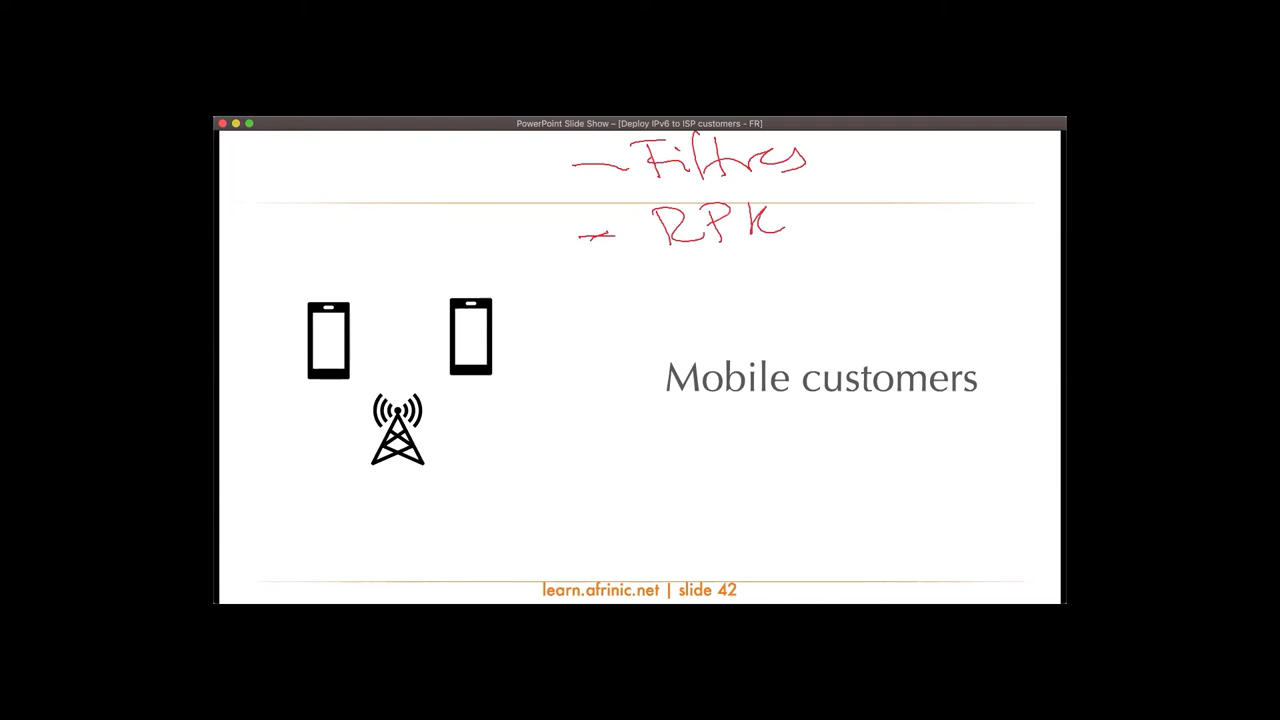 PowerPoint Slide Show – [Deploy IPv6 to ISP customers - FR]
– Filtres
– RPK
Mobile customers
learn.afrinic.net | slide 42